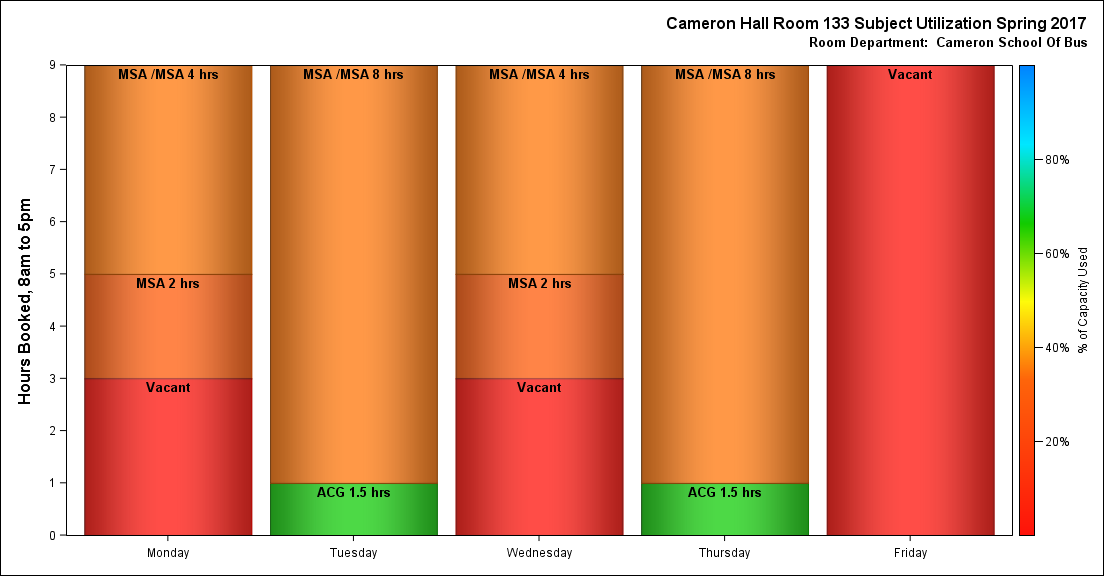 Cameron Hall Room 133 Subject Utilization Spring 2017
Room Department:  Cameron School Of Bus
Hours Booked, 8am to 5pm
9
8
7
6
5
4
3
2
1
0
MSA /MSA 4 hrs
MSA 2 hrs
Vacant
MSA /MSA 8 hrs
ACG 1.5 hrs
MSA /MSA 4 hrs
MSA 2 hrs
Vacant
MSA /MSA 8 hrs
ACG 1.5 hrs
Vacant
Monday
Tuesday
Wednesday
Thursday
Friday
80%
60%
40%
20%
% of Capacity Used